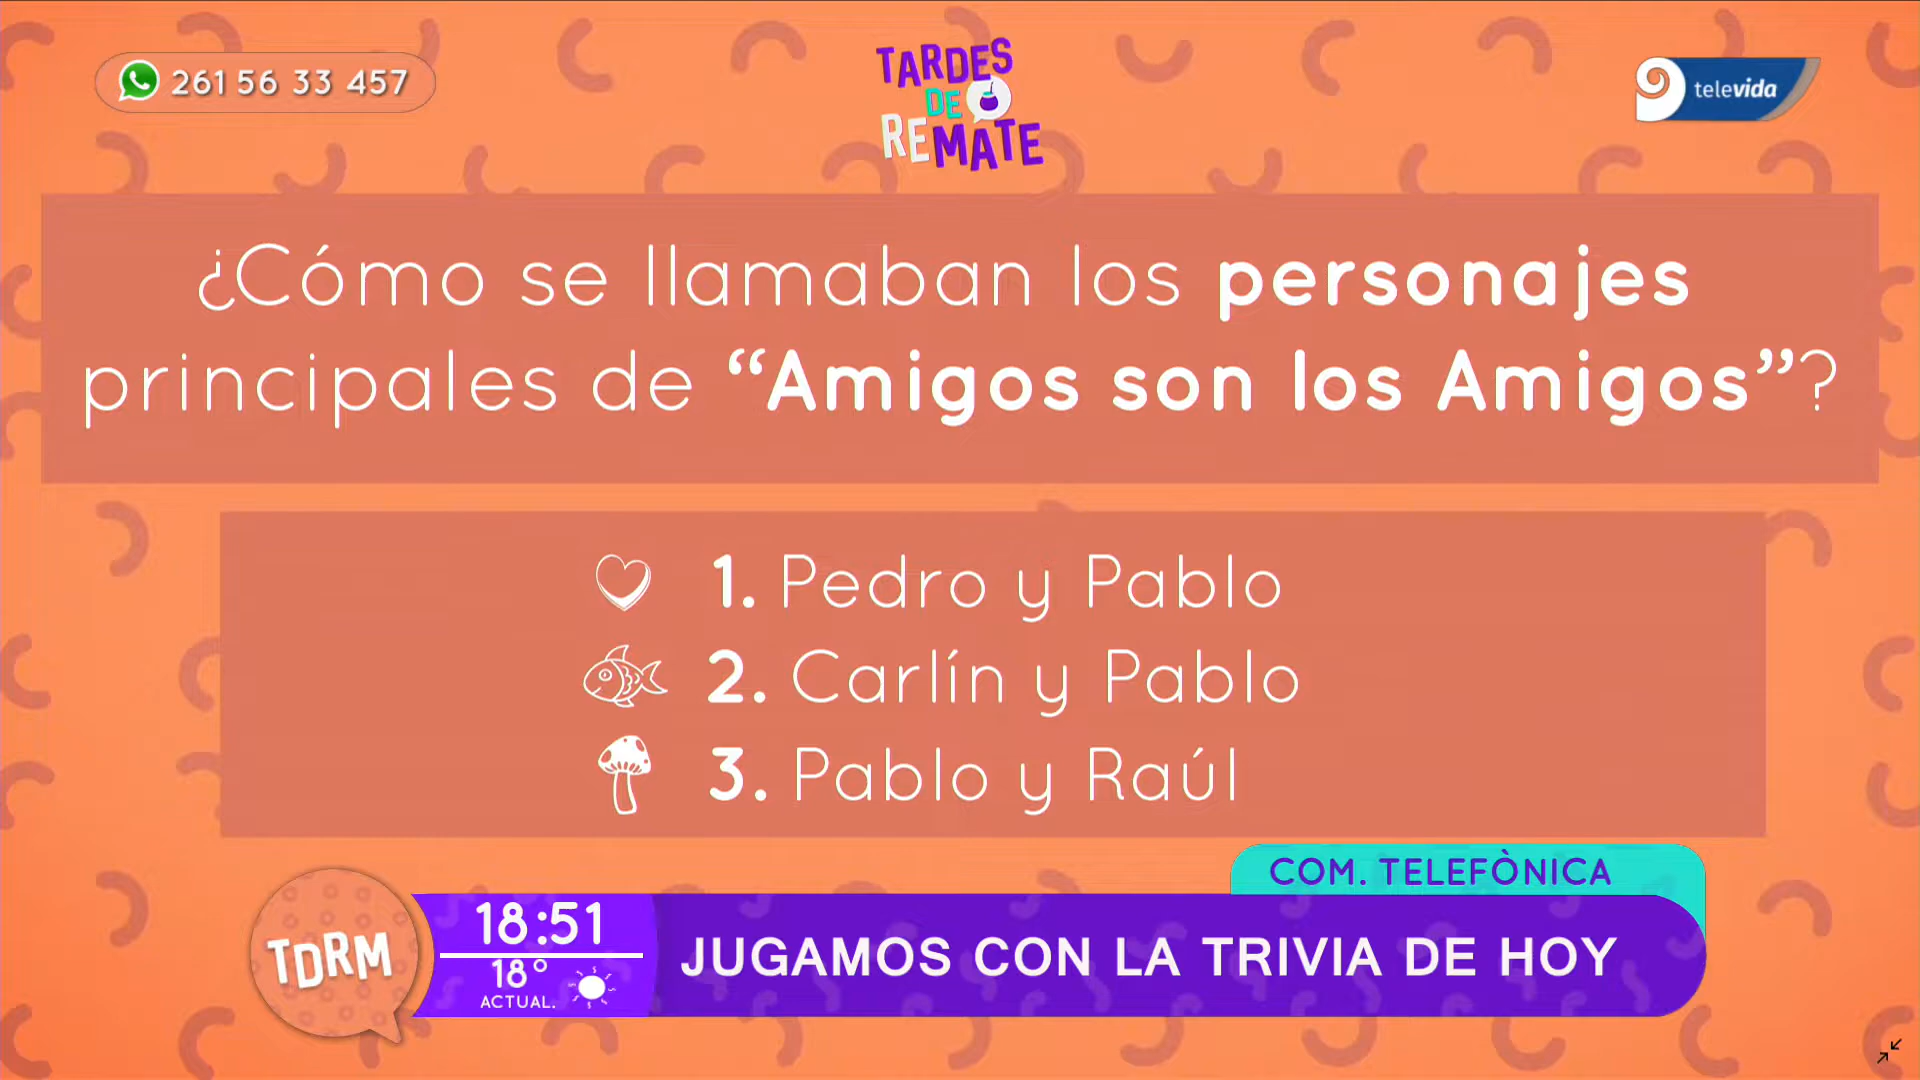 261 56 33 457
TARDES
DE
REMATE
televida
¿Cómo se llamaban los personajes
principales de “Amigos son los Amigos”?
1. Pedro y Pablo
2. Carlín y Pablo
3. Pablo y Raúl
COM. TELEFÒNICA
TDRM
18:51
18°
ACTUAL.
JUGAMOS CON LA TRIVIA DE HOY